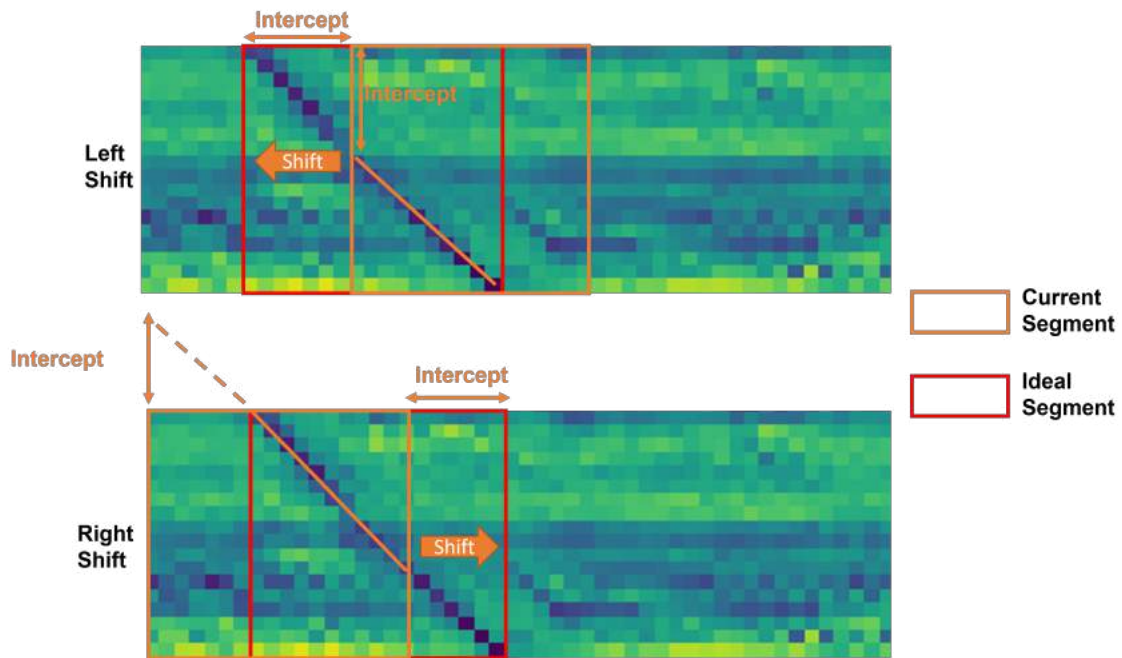 Intercept
Intercept
Left
Shift
Shift
Current
Segment
Intercept
Intercept
Ideal
Segment
Right
Shift
Shift